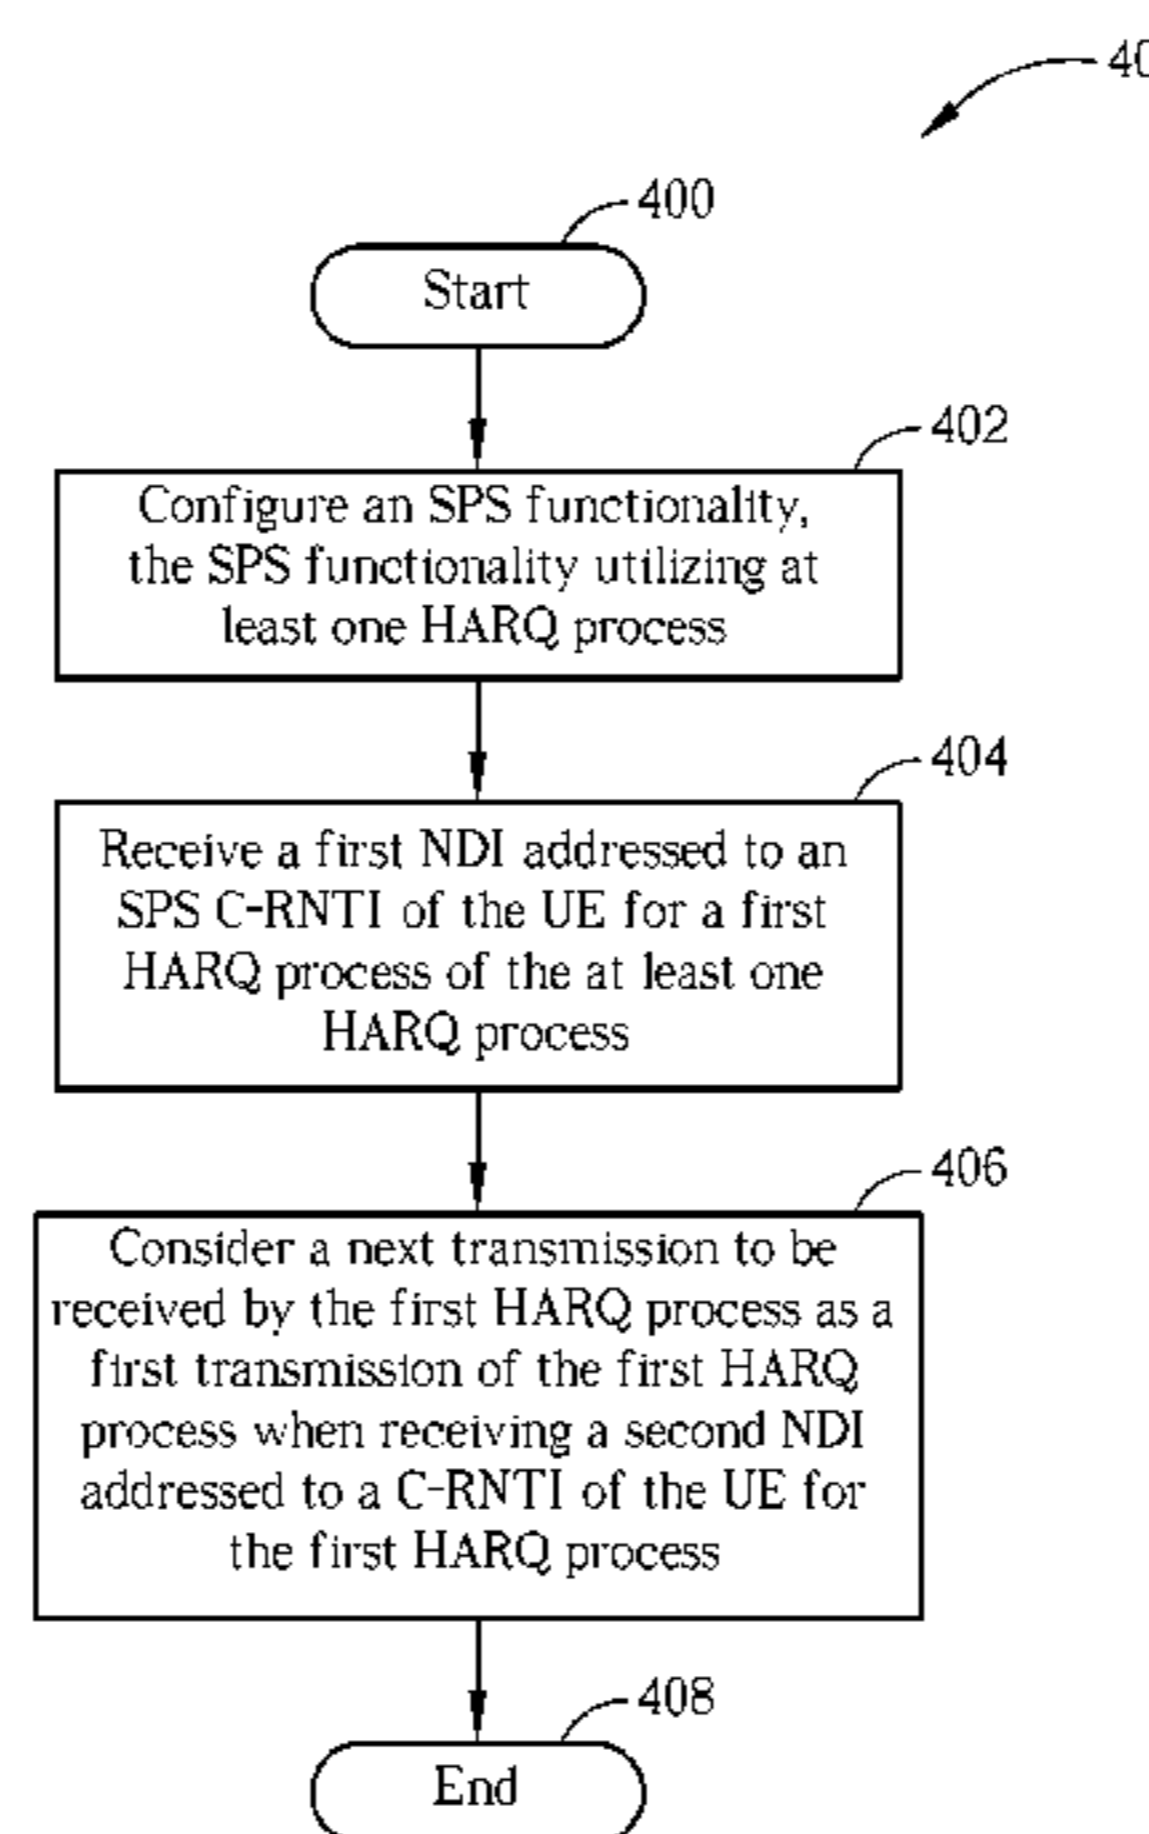 400
Start
402
Configure an SPS functionality,
the SPS functionality utilizing at
least one HARQ process
404
Receive a first NDI addressed to an
SPS C-RNTI of the UE for a first
HARQ process of the at least one
HARQ process
406
Consider a next transmission to be
received by the first HARQ process as a
first transmission of the first HARQ
process when receiving a second NDI
addressed to a C-RNTI of the UE for
the first HARQ process
408
End